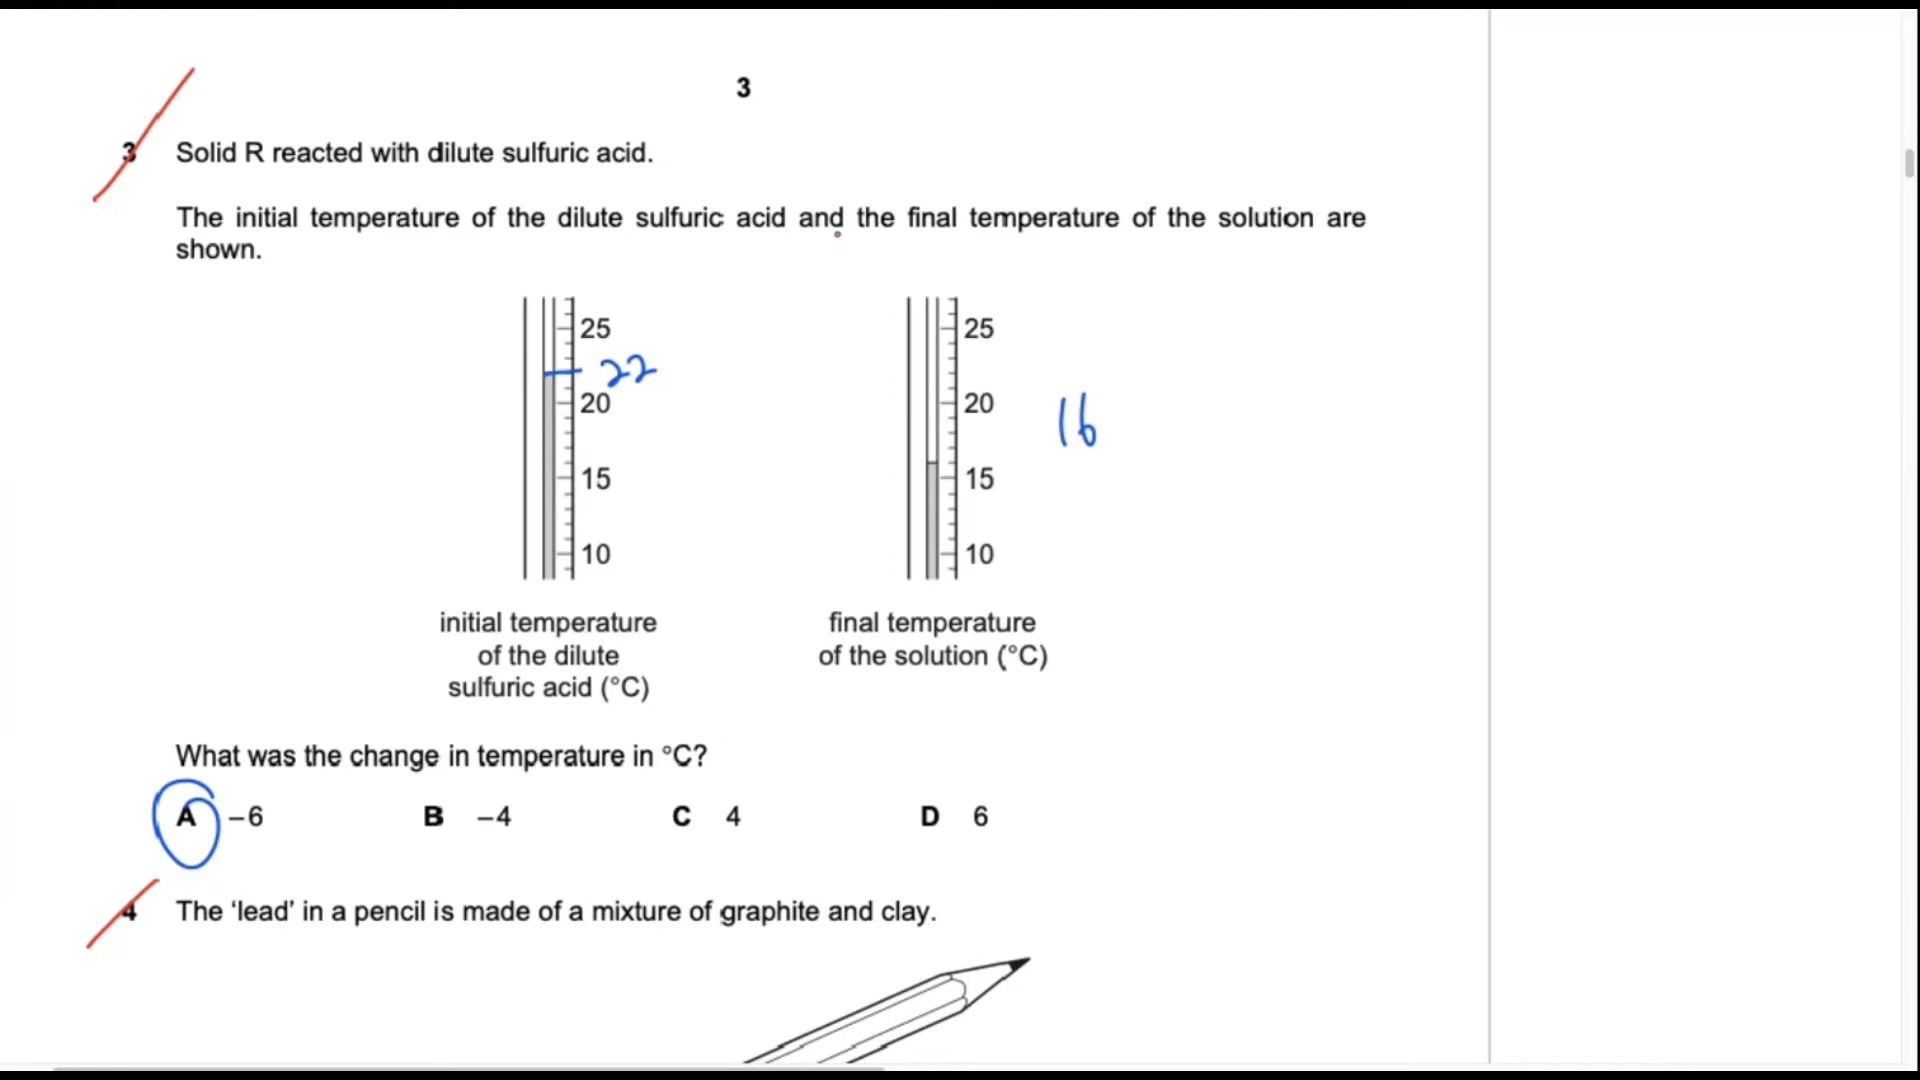 3
3 Solid R reacted with dilute sulfuric acid.
The initial temperature of the dilute sulfuric acid and the final temperature of the solution are
shown.
25
22
20
15
10
initial temperature
of the dilute
sulfuric acid (°C)
25
20
16
15
10
final temperature
of the solution (°C)
What was the change in temperature in °C?
A –6 B –4 C 4 D 6
4 The ‘lead’ in a pencil is made of a mixture of graphite and clay.